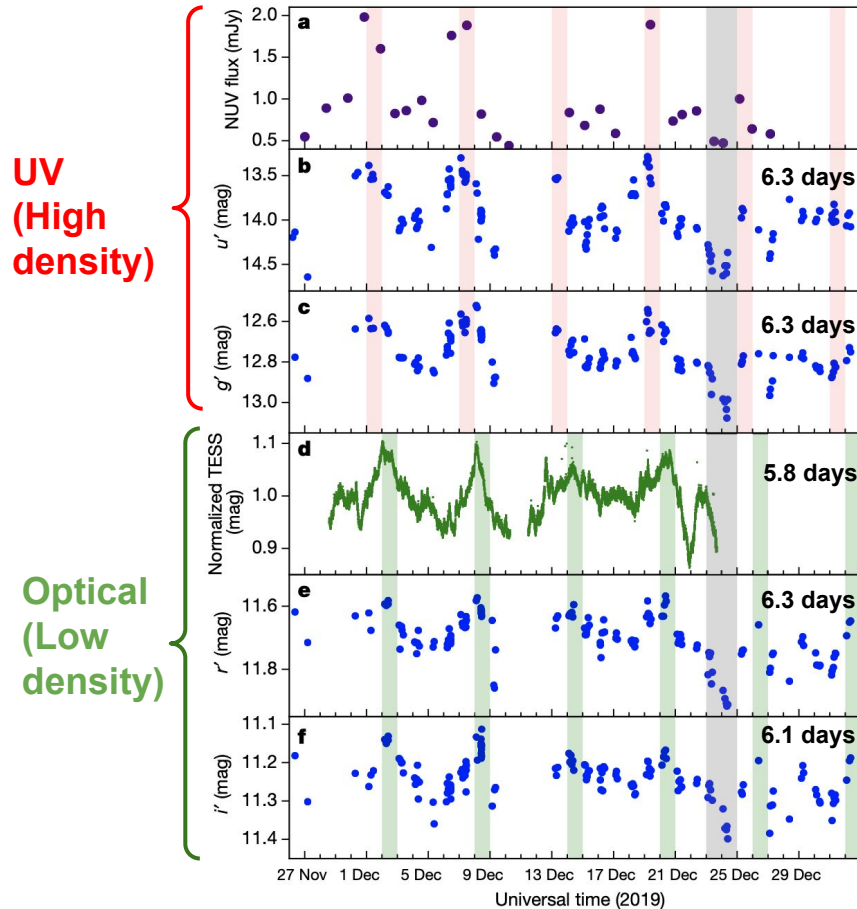 UV
(High
density)
Optical
(Low
density)
a
NUV flux (mJy)
2.0
1.5
1.0
0.5
b
6.3 days
u′ (mag)
13.5
14.0
14.5
c
6.3 days
g′ (mag)
12.6
12.8
13.0
d
5.8 days
Normalized TESS
(mag)
1.1
1.0
0.9
e
6.3 days
r′ (mag)
11.6
11.8
f
6.1 days
i′ (mag)
11.1
11.2
11.3
11.4
27 Nov 1 Dec 5 Dec 9 Dec 13 Dec 17 Dec 21 Dec 25 Dec 29 Dec
Universal time (2019)